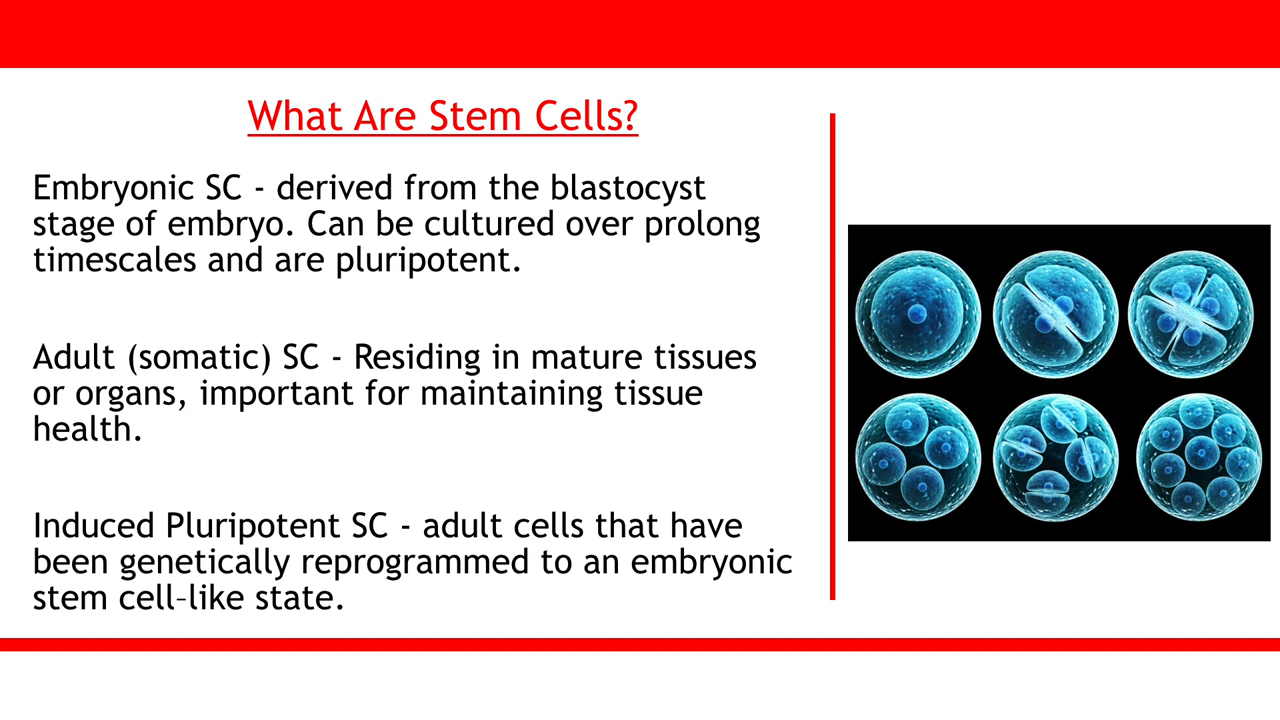 What Are Stem Cells?
Embryonic SC - derived from the blastocyst
stage of embryo. Can be cultured over prolong
timescales and are pluripotent.
Adult (somatic) SC - Residing in mature tissues
or organs, important for maintaining tissue
health.
Induced Pluripotent SC - adult cells that have
been genetically reprogrammed to an embryonic
stem cell–like state.